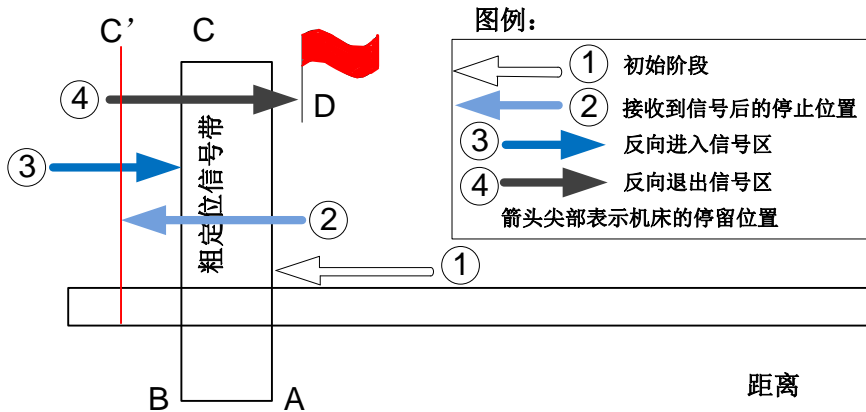 图例：
C’
C
① 初始阶段
④
D
② 接收到信号后的停止位置
③
③ 反向进入信号区
粗定位信号带
④ 反向退出信号区
②
箭头尖部表示机床的停留位置
①
距离
B
A